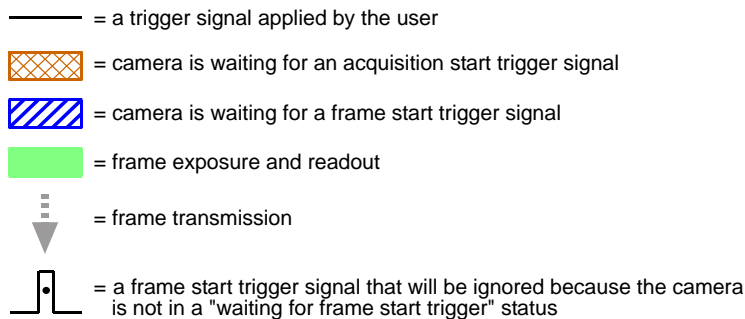 = a trigger signal applied by the user
= camera is waiting for an acquisition start trigger signal
= camera is waiting for a frame start trigger signal
= frame exposure and readout
= frame transmission
= a frame start trigger signal that will be ignored because the camera
is not in a "waiting for frame start trigger" status